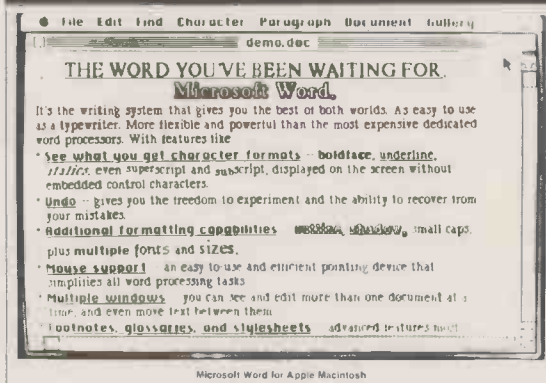 File Edit Find Character Paragraph Document Gallery
demo.doc
THE WORD YOU'VE BEEN WAITING FOR.
Microsoft Word.
It's the writing system that gives you the best of both worlds. As easy to use
as a typewriter. More flexible and powerful than the most expensive dedicated
word processors. With features like
* See what you get character formats -- boldface, underline,
italics, even superscript and subscript, displayed on the screen without
embedded control characters.
* Undo -- gives you the freedom to experiment and the ability to recover from
your mistakes.
* Additional formatting capabilities outline, shadow, small caps,
plus multiple fonts and sizes.
* Mouse support - an easy to use and efficient pointing device that
simplifies all word processing tasks
* Multiple windows you can see and edit more than one document at a
time, and even move text between them
footnotes, glossaries, and stylesheets advanced features most
Microsoft Word for Apple Macintosh